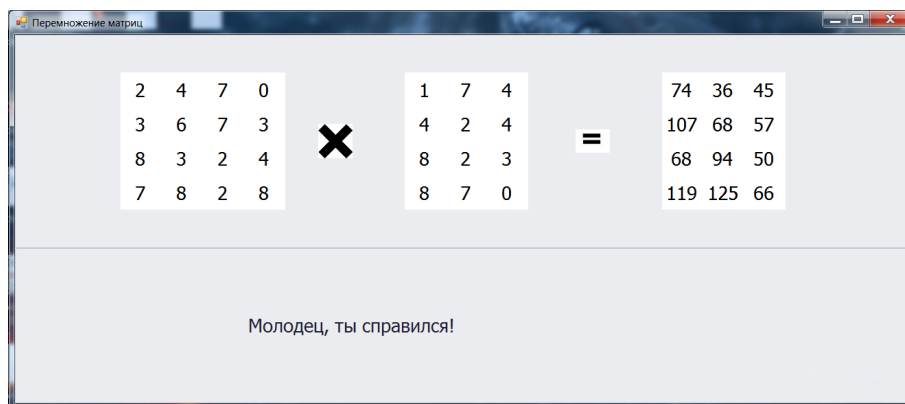 Перемножение матриц
2 4 7 0 1 7 4 74 36 45
3 6 7 3 4 2 4 107 68 57
8 3 2 4 8 2 3 68 94 50
7 8 2 8 8 7 0 119 125 66
× =
Молодец, ты справился!